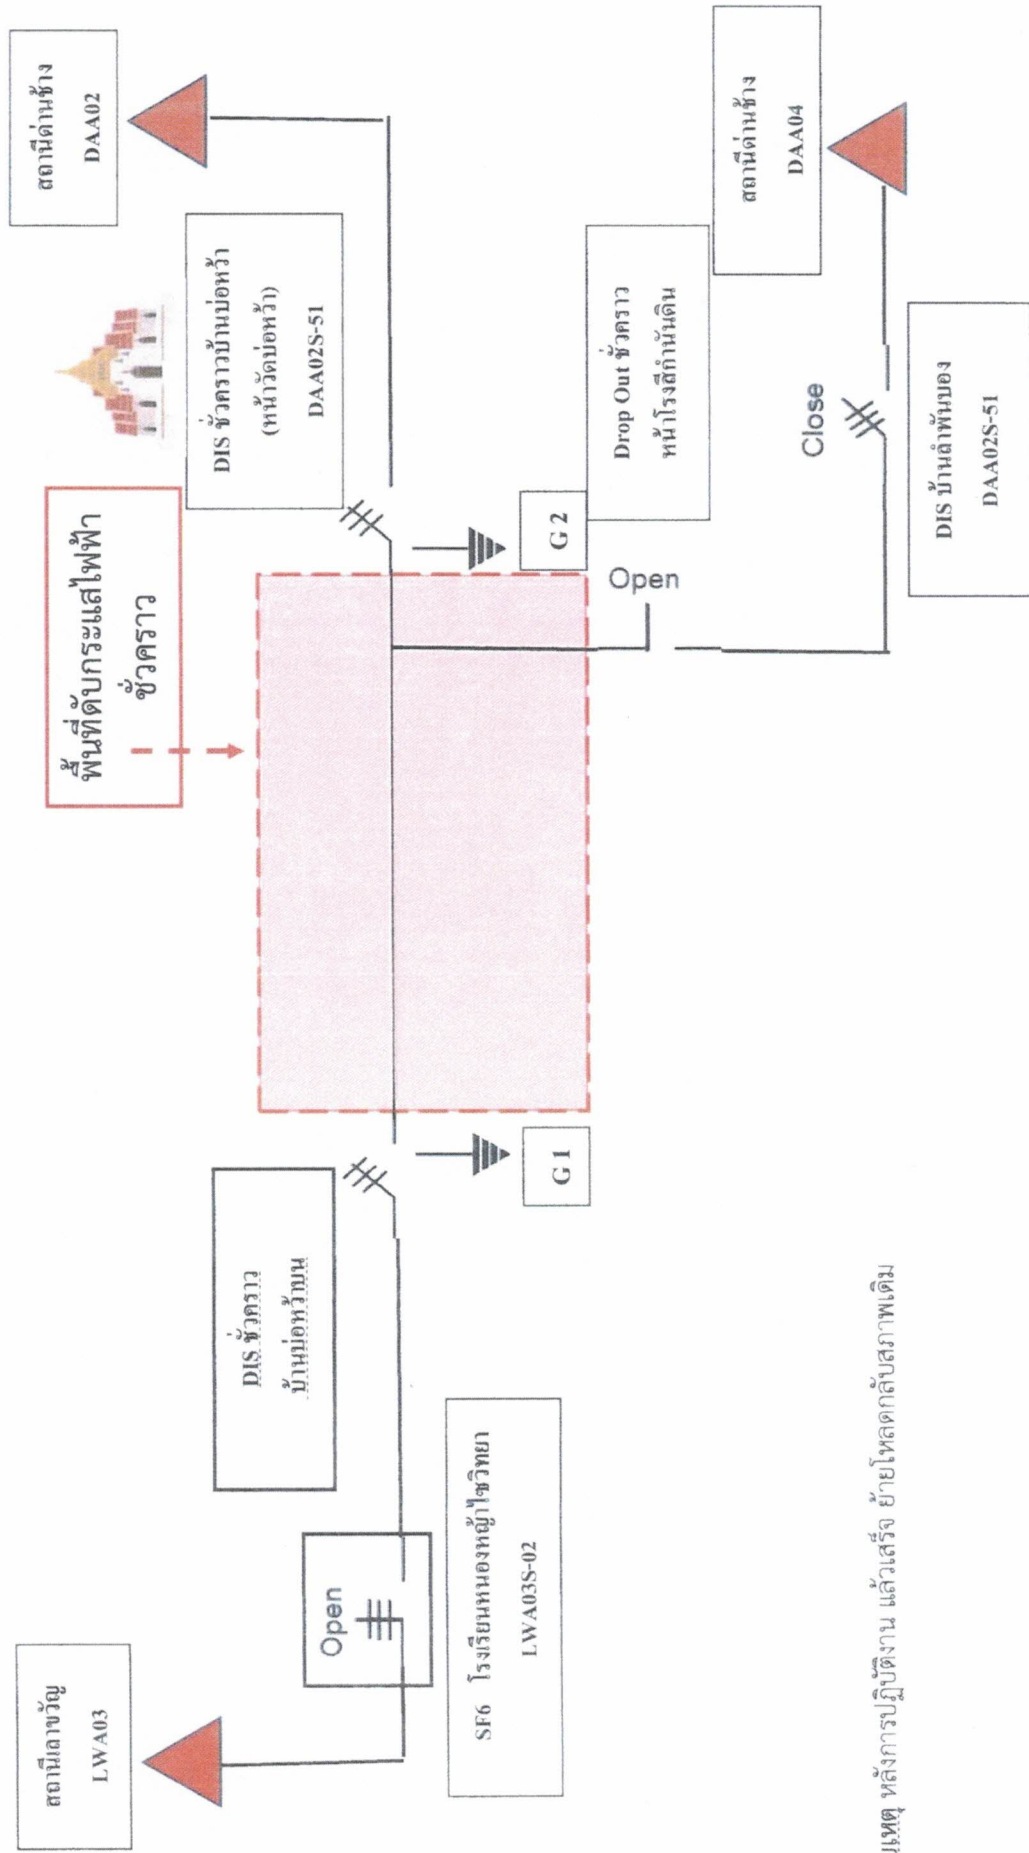 สถานีเลาขวัญ
LWA03
Open
SF6 โรงเรียนหนองหญ้าไซวิทยา
LWA03S-02
DIS ชั่วคราว
บ้านบ่อหว้าบน
G 1
พื้นที่ดับกระแสไฟฟ้า
ชั่วคราว
G 2
DIS ชั่วคราวบ้านบ่อหว้า
(หน้าวัดบ่อหว้า)
DAA02S-51
สถานีด่านช้าง
DAA02
Open
Drop Out ชั่วคราว
หน้าโรงสีกำนันดิน
สถานีด่านช้าง
DAA04
Close
DIS บ้านลำพันบอง
DAA02S-51
หลังการปฏิบัติงาน แล้วเสร็จ ย้ายโหลดกลับสภาพเดิม